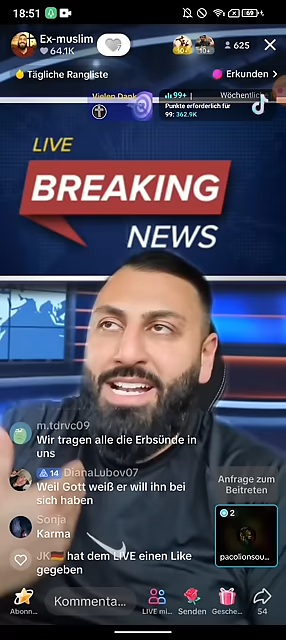 18:51
Ex-muslim
64.1K
10+
10+
625
Tägliche Rangliste
Erkunden
Vielen Dank
99+
Wöchentlich
Punkte erforderlich für
99: 362.9K
LIVE
BREAKING
NEWS
m.tdrvc09
Wir tragen alle die Erbsünde in
uns
14 DianaLubov07
Weil Gott weiß er will ihn bei
sich haben
Sonja
Karma
JK🇩🇪 hat dem LIVE einen Like
gegeben
Anfrage zum
Beitreten
2
pacolionsou...
Abonn...
Kommenta...
LIVE mi...
Senden
Gesche...
54